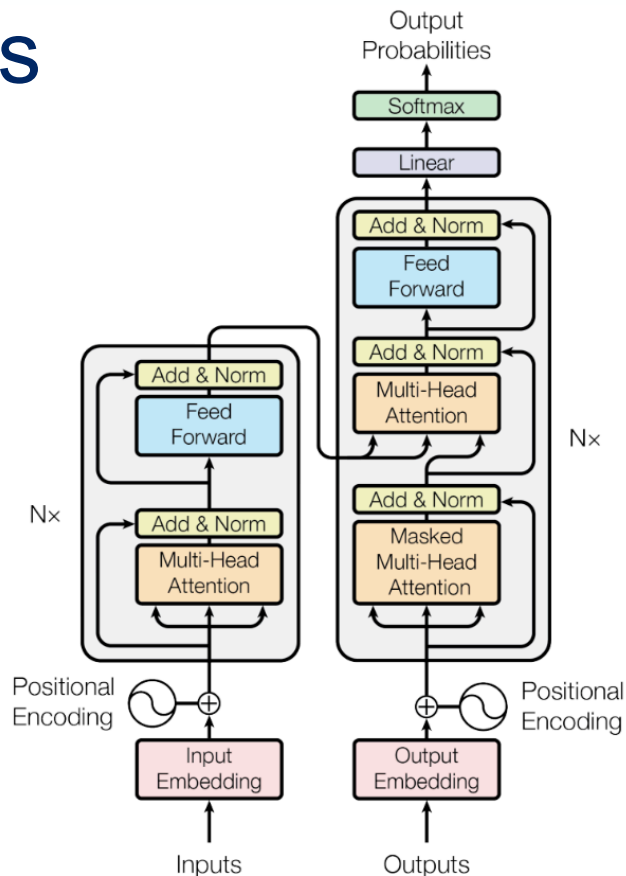 s
Output
Probabilities
Softmax
Linear
Add & Norm
Feed
Forward
Add & Norm
Multi-Head
Attention
Add & Norm
Masked
Multi-Head
Attention
N×
Add & Norm
Feed
Forward
N×
Add & Norm
Multi-Head
Attention
Positional
Encoding
Positional
Encoding
Input
Embedding
Output
Embedding
Inputs
Outputs